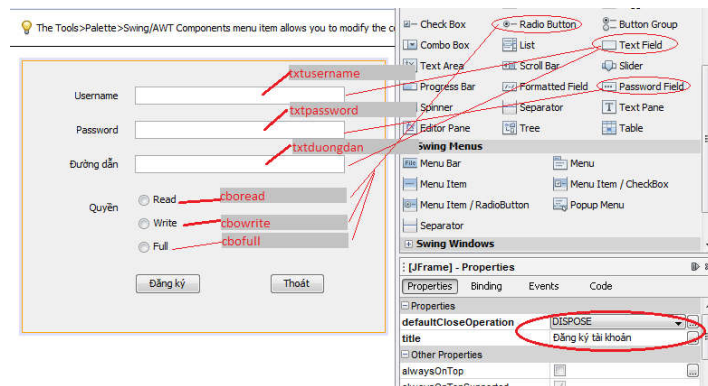 The Tools>Palette>Swing/AWT Components menu item allows you to modify the c
txtusername
Username
txtpassword
Password
txtduongdan
Đường dẫn
Quyền
Read
cboread
Write
cbowrite
Full
cbofull
Đăng ký
Thoát
Check Box
Radio Button
Button Group
Combo Box
List
Text Field
Text Area
Scroll Bar
Slider
Progress Bar
Formatted Field
Password Field
Spinner
Separator
Text Pane
Editor Pane
Tree
Table
Swing Menus
Menu Bar
Menu
Menu Item
Menu Item / CheckBox
Menu Item / RadioButton
Popup Menu
Separator
Swing Windows
[JFrame] - Properties
Properties
Binding
Events
Code
Properties
defaultCloseOperation
DISPOSE
title
Đăng ký tài khoản
Other Properties
alwaysOnTop